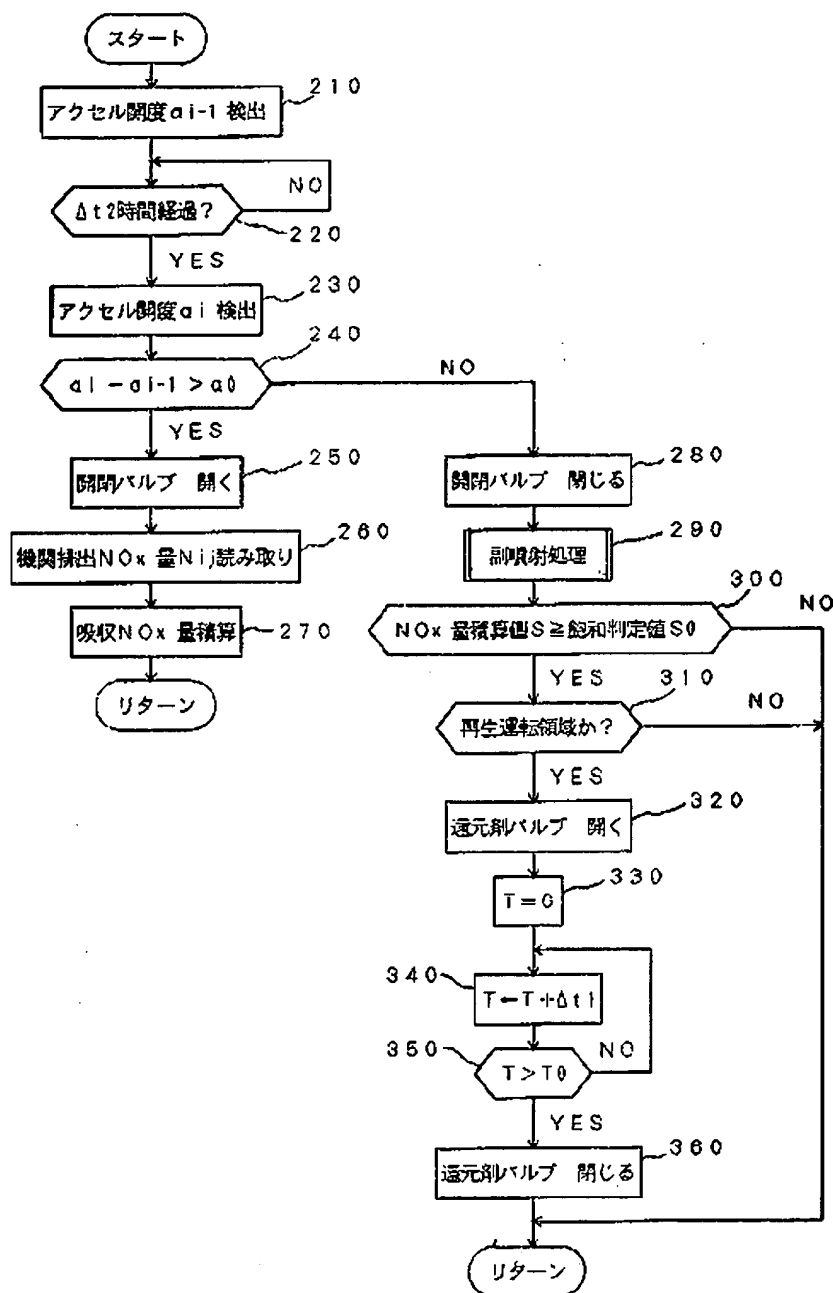 スタート
210
アクセル開度αi-1 検出
NO
Δt2時間経過?
220
YES
230
アクセル開度αi 検出
240
αi-αi-1>α0
NO
YES
250
開閉バルブ 開く
260
機関排出NOx 量Nij読み取り
吸収NOx 量積算
270
リターン
280
開閉バルブ 閉じる
290
副噴射処理
300
NO
NOx 量積算値S≧飽和判定値S0
YES
310
NO
再生運転領域か?
YES
320
還元剤バルブ 開く
330
T=0
340
T←T+Δt1
350
NO
T>T0
YES
360
還元剤バルブ 閉じる
リターン